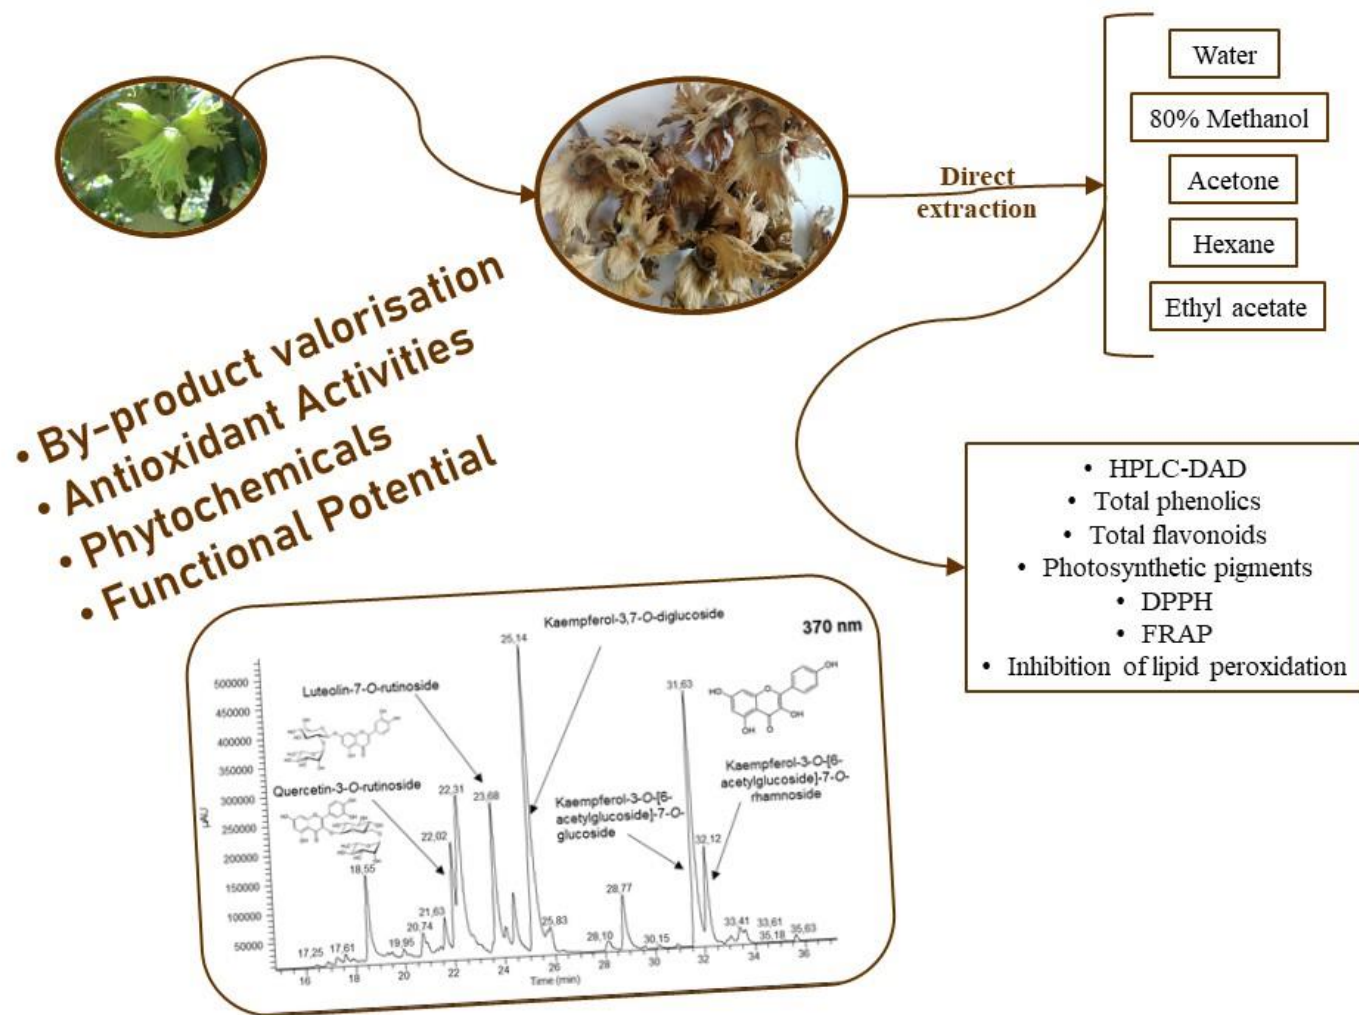 Water
80% Methanol
Direct
extraction
Acetone
Hexane
Ethyl acetate
• By-product valorisation
• Antioxidant Activities
• Phytochemicals
• Functional Potential
• HPLC-DAD
• Total phenolics
• Total flavonoids
• Photosynthetic pigments
• DPPH
• FRAP
• Inhibition of lipid peroxidation
Kaempferol-3,7-O-diglucoside
370 nm
25,14
Luteolin-7-O-rutinoside
31,63
OH
HO
OH
OH
O
Quercetin-3-O-rutinoside
22,31
23,68
22,02
18,55
Kaempferol-3-O-[6-
acetylglucoside]-7-O-
glucoside
Kaempferol-3-O-[6-
acetylglucoside]-7-O-
rhamnoside
32,12
28,77
21,63
20,74
25,83
19,95
17,25
17,61
28,10
30,15
33,41
33,61
35,18
35,63
500000
450000
400000
350000
300000
250000
200000
150000
100000
50000
µAU
16
18
20
22
24
26
28
30
32
34
36
Time (min)